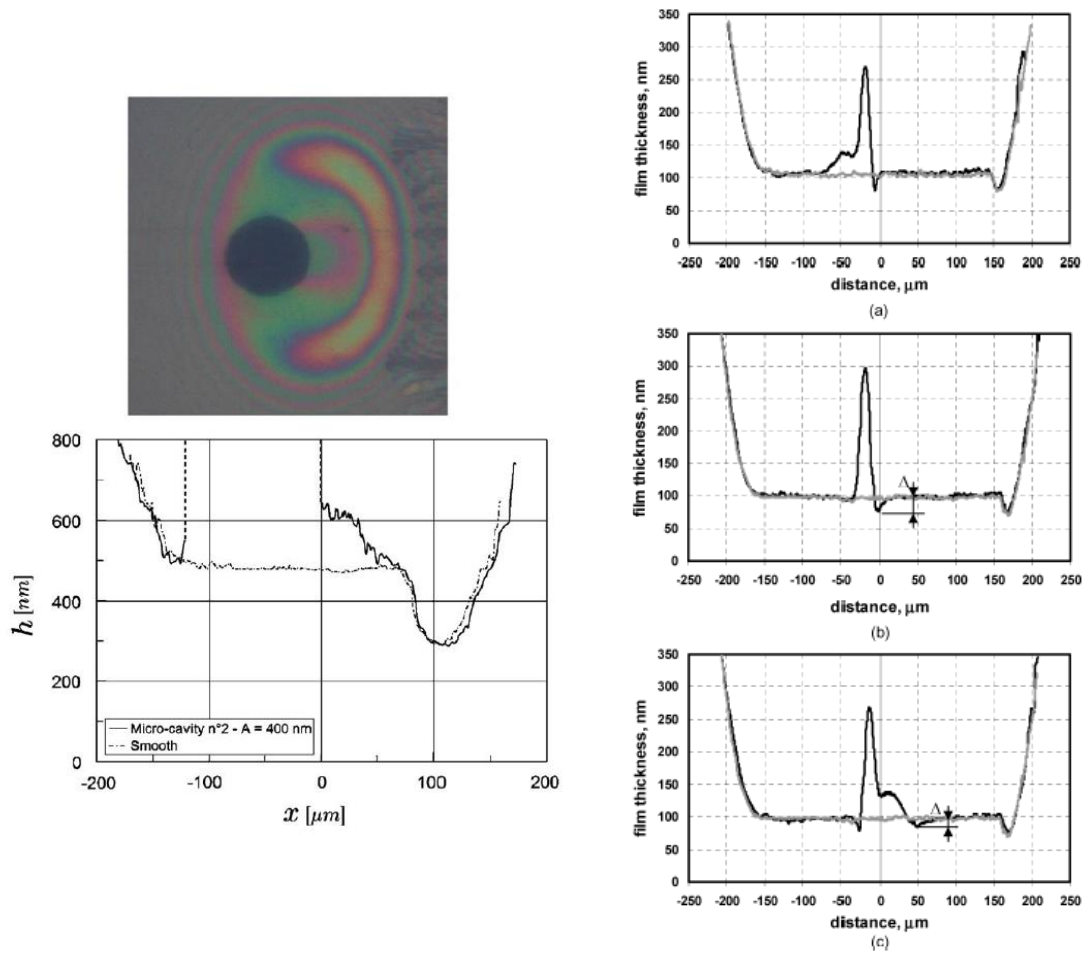 800
600
400
200
0
h [nm]
Micro-cavity n°2 - A = 400 nm
Smooth
-200 -100 0 100 200
x [μm]
350
300
250
200
150
100
50
0
film thickness, nm
-250 -200 -150 -100 -50 0 50 100 150 200 250
distance, μm
(a)
350
300
250
200
150
100
50
0
film thickness, nm
Δ
-250 -200 -150 -100 -50 0 50 100 150 200 250
distance, μm
(b)
350
300
250
200
150
100
50
0
film thickness, nm
Δ
-250 -200 -150 -100 -50 0 50 100 150 200 250
distance, μm
(c)